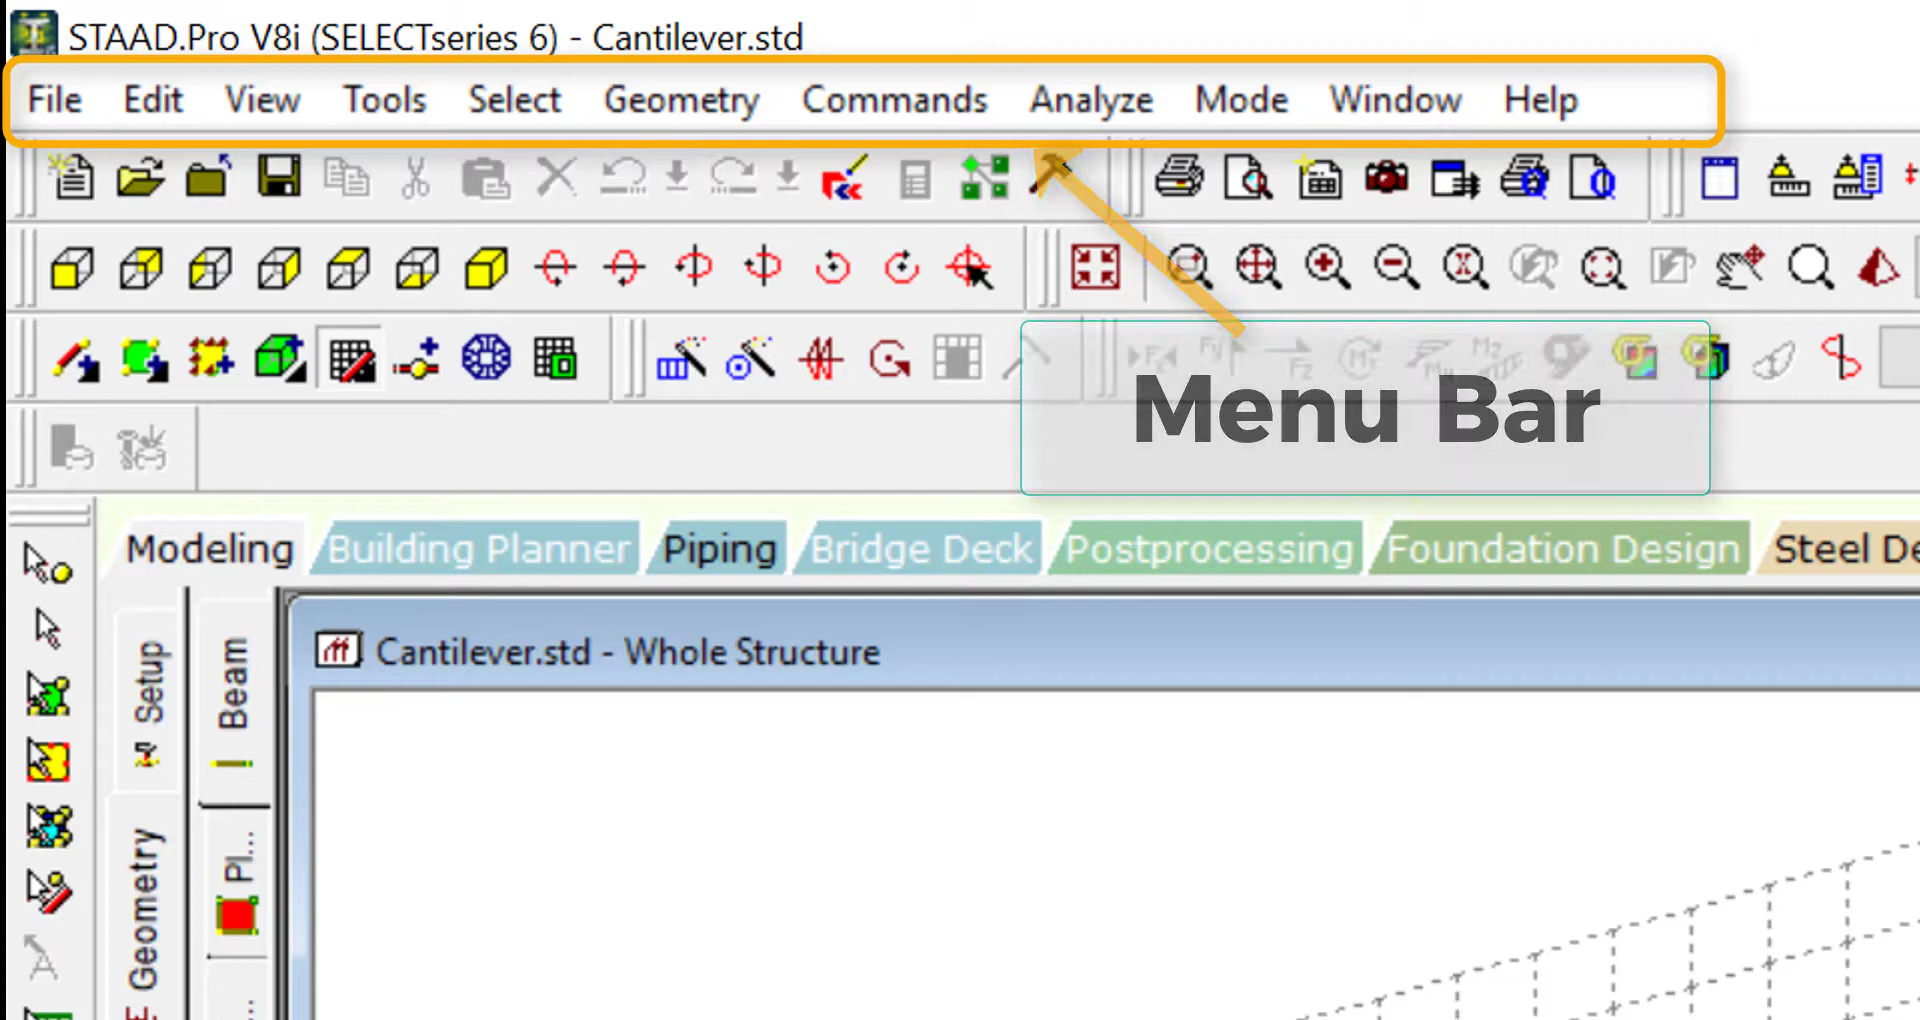 STAAD.Pro V8i (SELECTseries 6) - Cantilever.std
File Edit View Tools Select Geometry Commands Analyze Mode Window Help
Menu Bar
Modeling Building Planner Piping Bridge Deck Postprocessing Foundation Design Steel De
Cantilever.std - Whole Structure
Setup
Geometry
Beam
Pl...